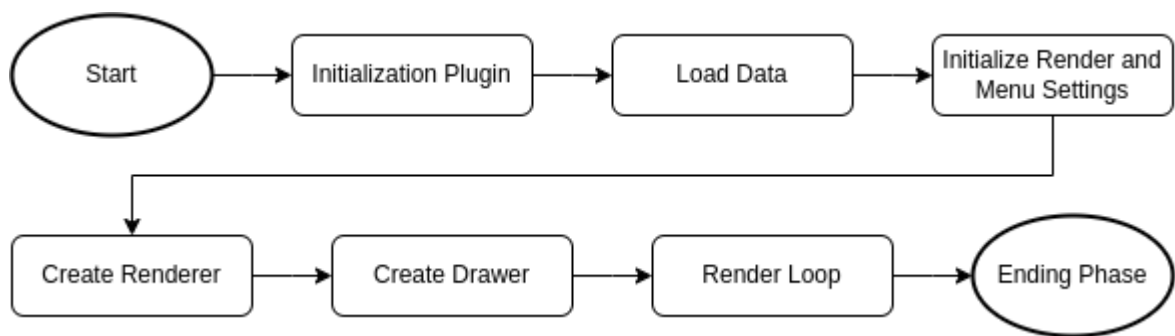 Start
Initialization Plugin
Load Data
Initialize Render and
Menu Settings
Create Renderer
Create Drawer
Render Loop
Ending Phase